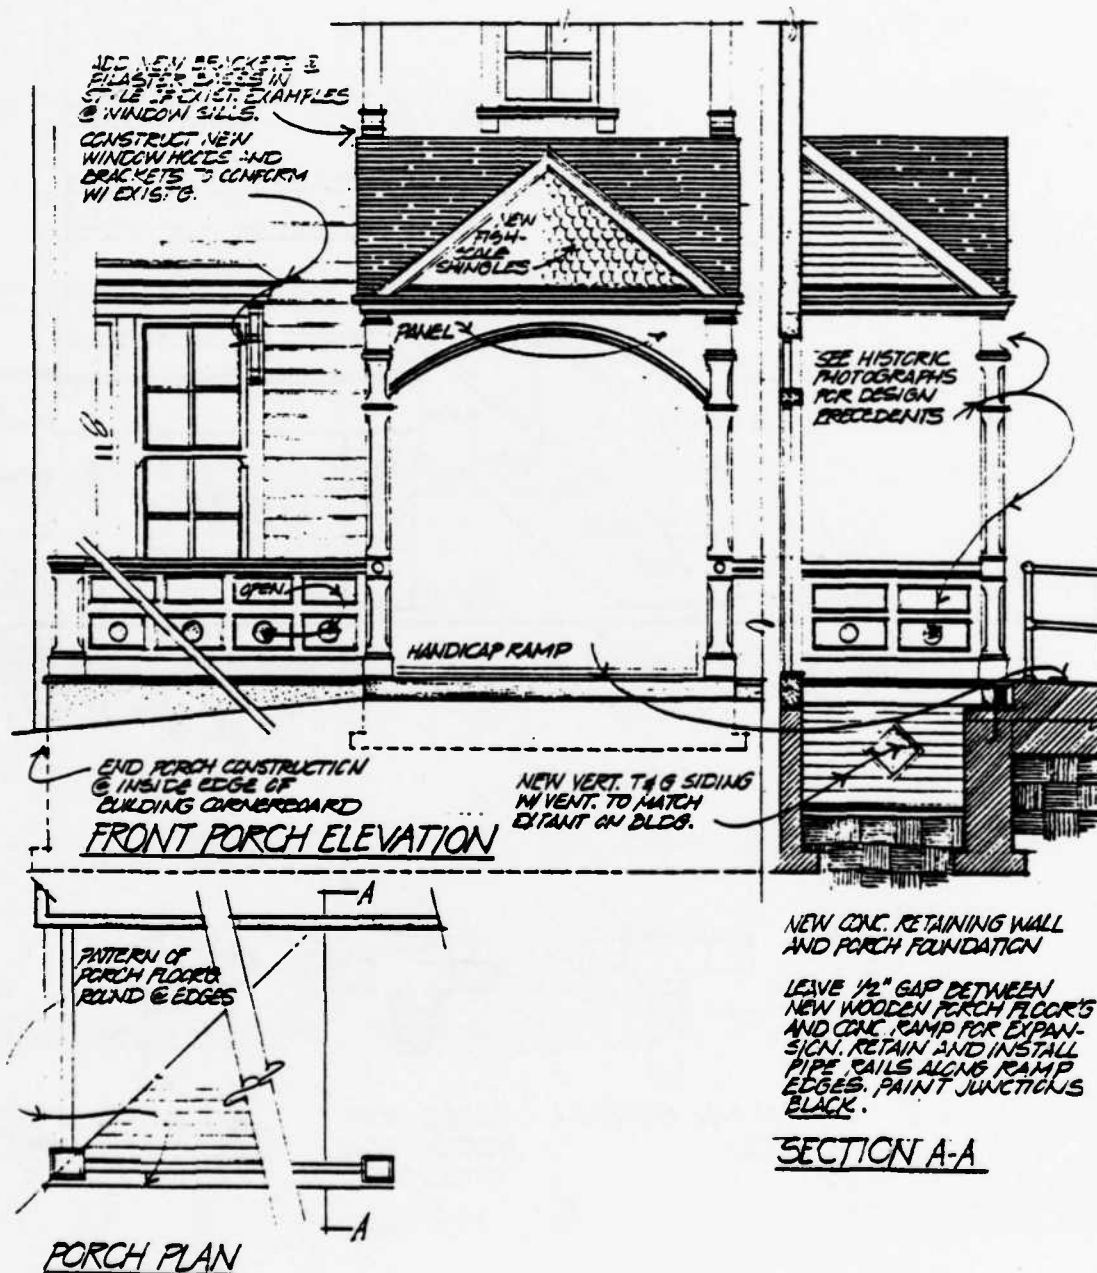 ADD NEW BRACKETS &
PILASTER BASES IN
STYLE OF EXIST. EXAMPLES
@ WINDOW SILLS.
CONSTRUCT NEW
WINDOW HOODS AND
BRACKETS TO CONFORM
W/ EXIST'G.
NEW
FISH-
SCALE
SHINGLES
PANEL
SEE HISTORIC
PHOTOGRAPHS
FOR DESIGN
PRECEDENTS
OPEN
HANDICAP RAMP
END PORCH CONSTRUCTION
@ INSIDE EDGE OF
BUILDING CORNERBOARD
NEW VERT. T & G SIDING
W/ VENT. TO MATCH
EXTANT ON BLDG.
FRONT PORCH ELEVATION
A
PATTERN OF
PORCH FLOOR'G
ROUND @ EDGES
A
PORCH PLAN
NEW CONC. RETAINING WALL
AND PORCH FOUNDATION
LEAVE 1/2" GAP BETWEEN
NEW WOODEN PORCH FLOOR'G
AND CONC. RAMP FOR EXPAN-
SION. RETAIN AND INSTALL
PIPE RAILS ALONG RAMP
EDGES. PAINT JUNCTIONS
BLACK.
SECTION A-A